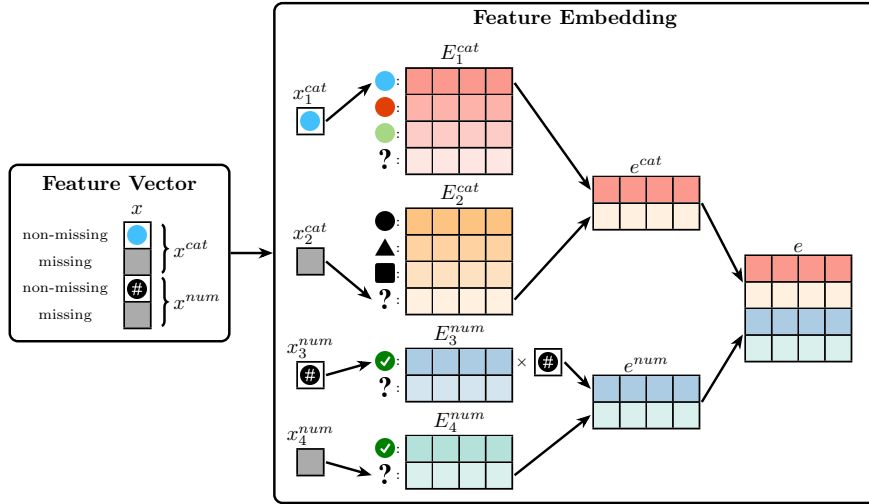 Feature Embedding
E_1^{cat}
x_1^{cat}
:
:
:
? :
Feature Vector
x
non-missing
missing
x^{cat}
non-missing
#
missing
x^{num}
E_2^{cat}
x_2^{cat}
:
:
:
? :
e^{cat}
e
E_3^{num}
x_3^{num}
#
: × #
? :
e^{num}
E_4^{num}
x_4^{num}
:
? :